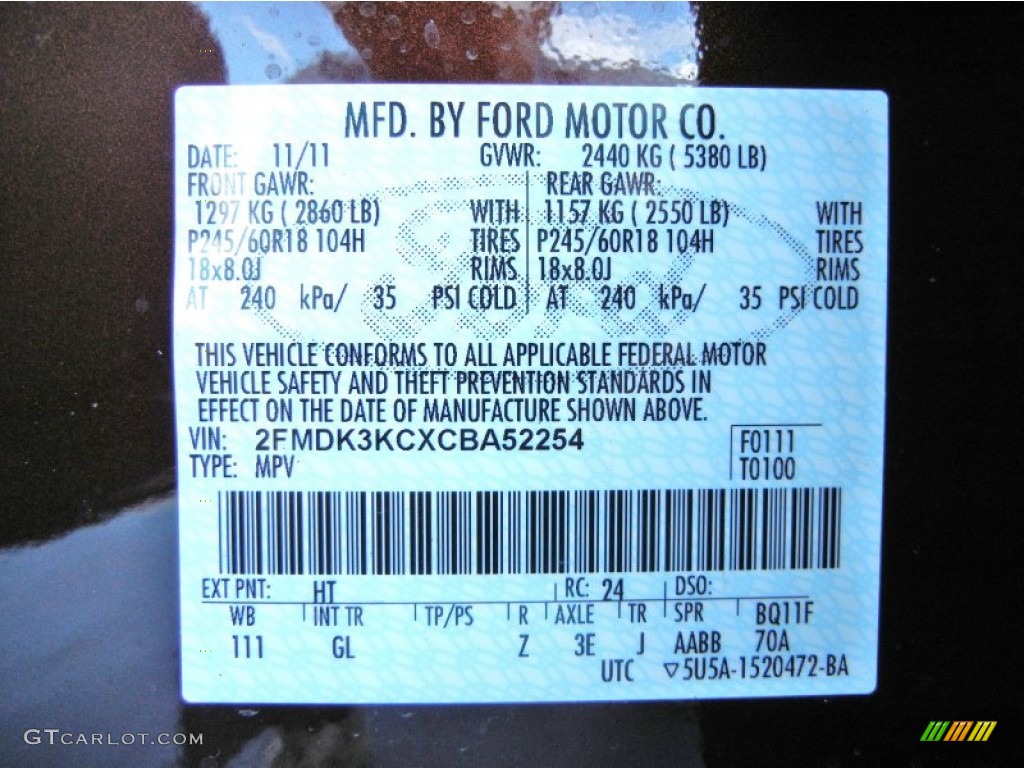 MFD. BY FORD MOTOR CO.
DATE: 11/11 GVWR: 2440 KG ( 5380 LB)
FRONT GAWR: REAR GAWR:
1297 KG ( 2860 LB) WITH 1157 KG ( 2550 LB) WITH
P245/60R18 104H TIRES P245/60R18 104H TIRES
18x8.0J RIMS 18x8.0J RIMS
AT 240 kPa/ 35 PSI COLD AT 240 kPa/ 35 PSI COLD
THIS VEHICLE CONFORMS TO ALL APPLICABLE FEDERAL MOTOR
VEHICLE SAFETY AND THEFT PREVENTION STANDARDS IN
EFFECT ON THE DATE OF MANUFACTURE SHOWN ABOVE.
VIN: 2FMDK3KCXCBA52254 F0111
TYPE: MPV T0100
EXT PNT: HT RC: 24 DSO:
WB INT TR TP/PS R AXLE TR SPR BQ11F
111 GL Z 3E J AABB 70A
UTC ▽5U5A-1520472-BA
GTCARLOT.COM